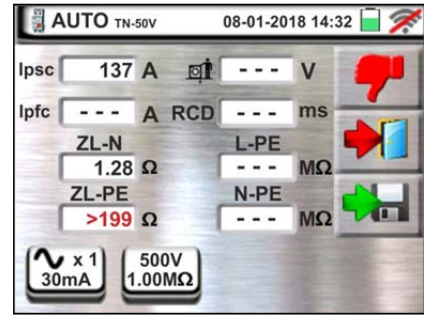 AUTO TN-50V 08-01-2018 14:32
Ipsc 137 A - - - V
Ipfc - - - A RCD - - - ms
ZL-N L-PE
1.28 Ω - - - MΩ
ZL-PE N-PE
>199 Ω - - - MΩ
x 1 500V
30mA 1.00MΩ